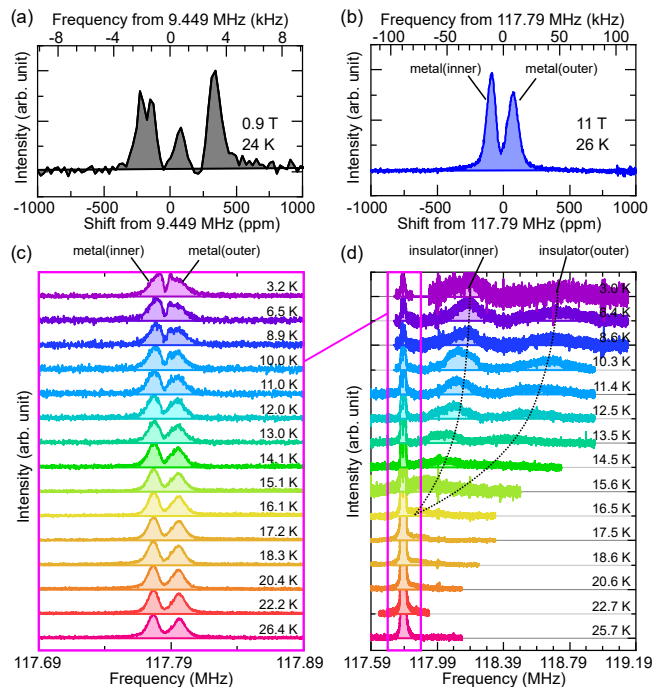 (a)
Frequency from 9.449 MHz (kHz)
-8 -4 0 4 8
Intensity (arb. unit)
0.9 T
24 K
-1000 -500 0 500 1000
Shift from 9.449 MHz (ppm)
(b)
Frequency from 117.79 MHz (kHz)
-100 -50 0 50 100
metal(inner) metal(outer)
Intensity (arb. unit)
11 T
26 K
-1000 -500 0 500 1000
Shift from 117.79 MHz (ppm)
(c)
metal(inner) metal(outer)
Intensity (arb. unit)
3.2 K
6.5 K
8.9 K
10.0 K
11.0 K
12.0 K
13.0 K
14.1 K
15.1 K
16.1 K
17.2 K
18.3 K
20.4 K
22.2 K
26.4 K
117.69 117.79 117.89
Frequency (MHz)
(d)
insulator(inner) insulator(outer)
Intensity (arb. unit)
3.0 K
6.4 K
8.6 K
10.3 K
11.4 K
12.5 K
13.5 K
14.5 K
15.6 K
16.5 K
17.5 K
18.6 K
20.6 K
22.7 K
25.7 K
117.59 117.99 118.39 118.79 119.19
Frequency (MHz)